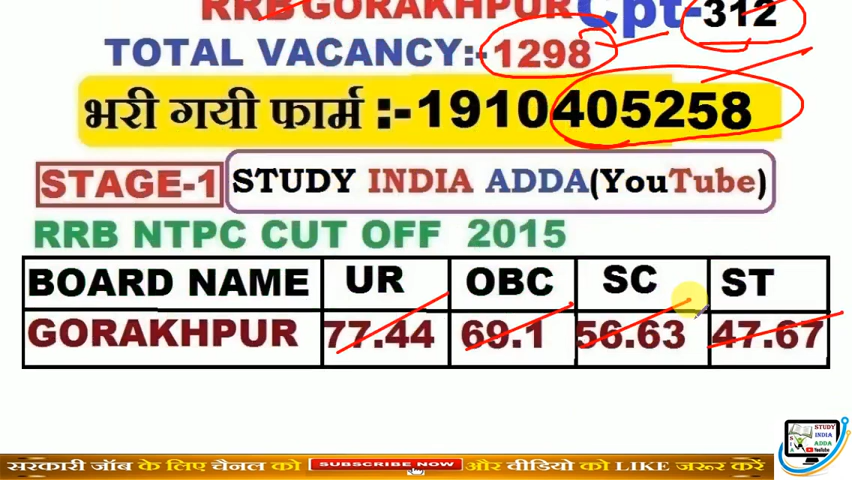 RRB GORAKHPUR Cpt-312
TOTAL VACANCY:-1298
भरी गयी फार्म :-1910405258
STAGE-1 STUDY INDIA ADDA(YouTube)
RRB NTPC CUT OFF 2015
BOARD NAME UR OBC SC ST
GORAKHPUR 77.44 69.1 56.63 47.67
STUDY
INDIA
ADDA
YouTube
सरकारी जॉब के लिए चैनल को SUBSCRIBE NOW और वीडियो को LIKE जरूर करें